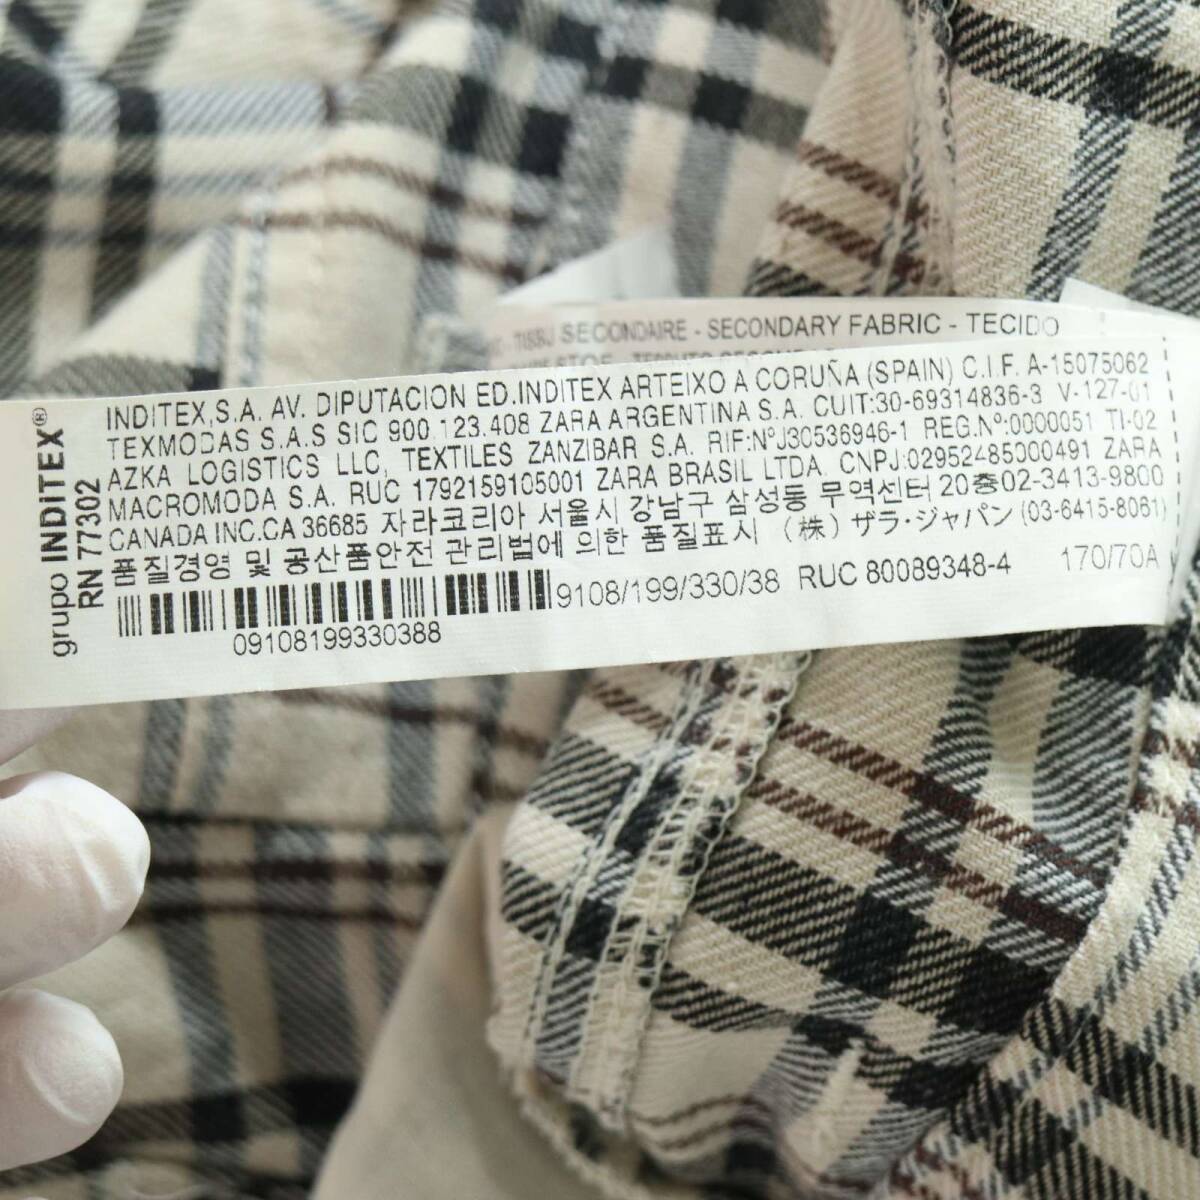 TISSU SECONDAIRE - SECONDARY FABRIC - TECIDO
grupo INDITEX®
RN 77302
INDITEX,S.A. AV. DIPUTACION ED.INDITEX ARTEIXO A CORUÑA (SPAIN) C.I.F. A-15075062
TEXMODAS S.A.S SIC 900.123.408 ZARA ARGENTINA S.A. CUIT:30-69314836-3 V-127-01
AZKA LOGISTICS LLC, TEXTILES ZANZIBAR S.A. RIF:NºJ30536946-1 REG.Nº:0000051 TI-02
MACROMODA S.A. RUC 1792159105001 ZARA BRASIL LTDA. CNPJ:02952485000491 ZARA
CANADA INC.CA 36685 자라코리아 서울시 강남구 삼성동 무역센터 20층02-3413-9800
품질경영 및 공산품안전 관리법에 의한 품질표시 (株) ザラ・ジャパン (03-6415-8061)
9108/199/330/38 RUC 80089348-4 170/70A
09108199330388